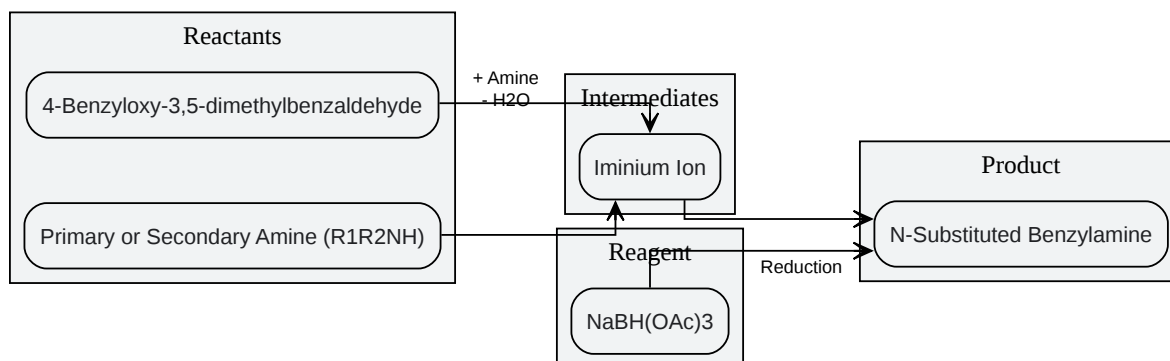 Reactants
4-Benzyloxy-3,5-dimethylbenzaldehyde
Primary or Secondary Amine (R1R2NH)
+ Amine
- H2O
Intermediates
Iminium Ion
Reagent
NaBH(OAc)3
Reduction
Product
N-Substituted Benzylamine